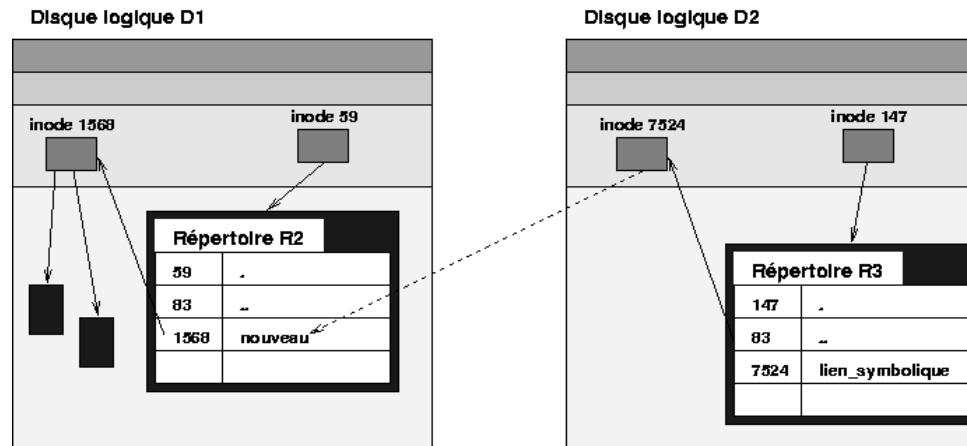 Disque logique D1
Disque logique D2
inode 1568
inode 59
inode 7524
inode 147
Répertoire R2
59 .
83 ..
1568 nouveau
Répertoire R3
147 .
83 ..
7524 lien_symbolique